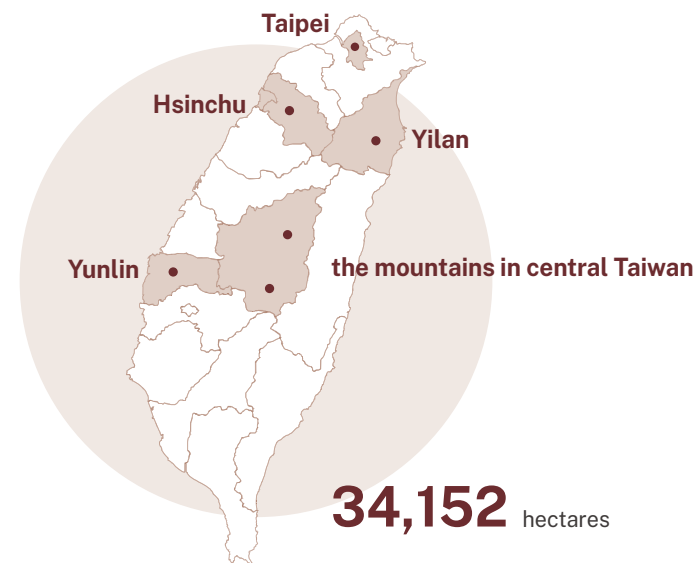 Taipei
Hsinchu
Yilan
Yunlin
the mountains in central Taiwan
34,152 hectares